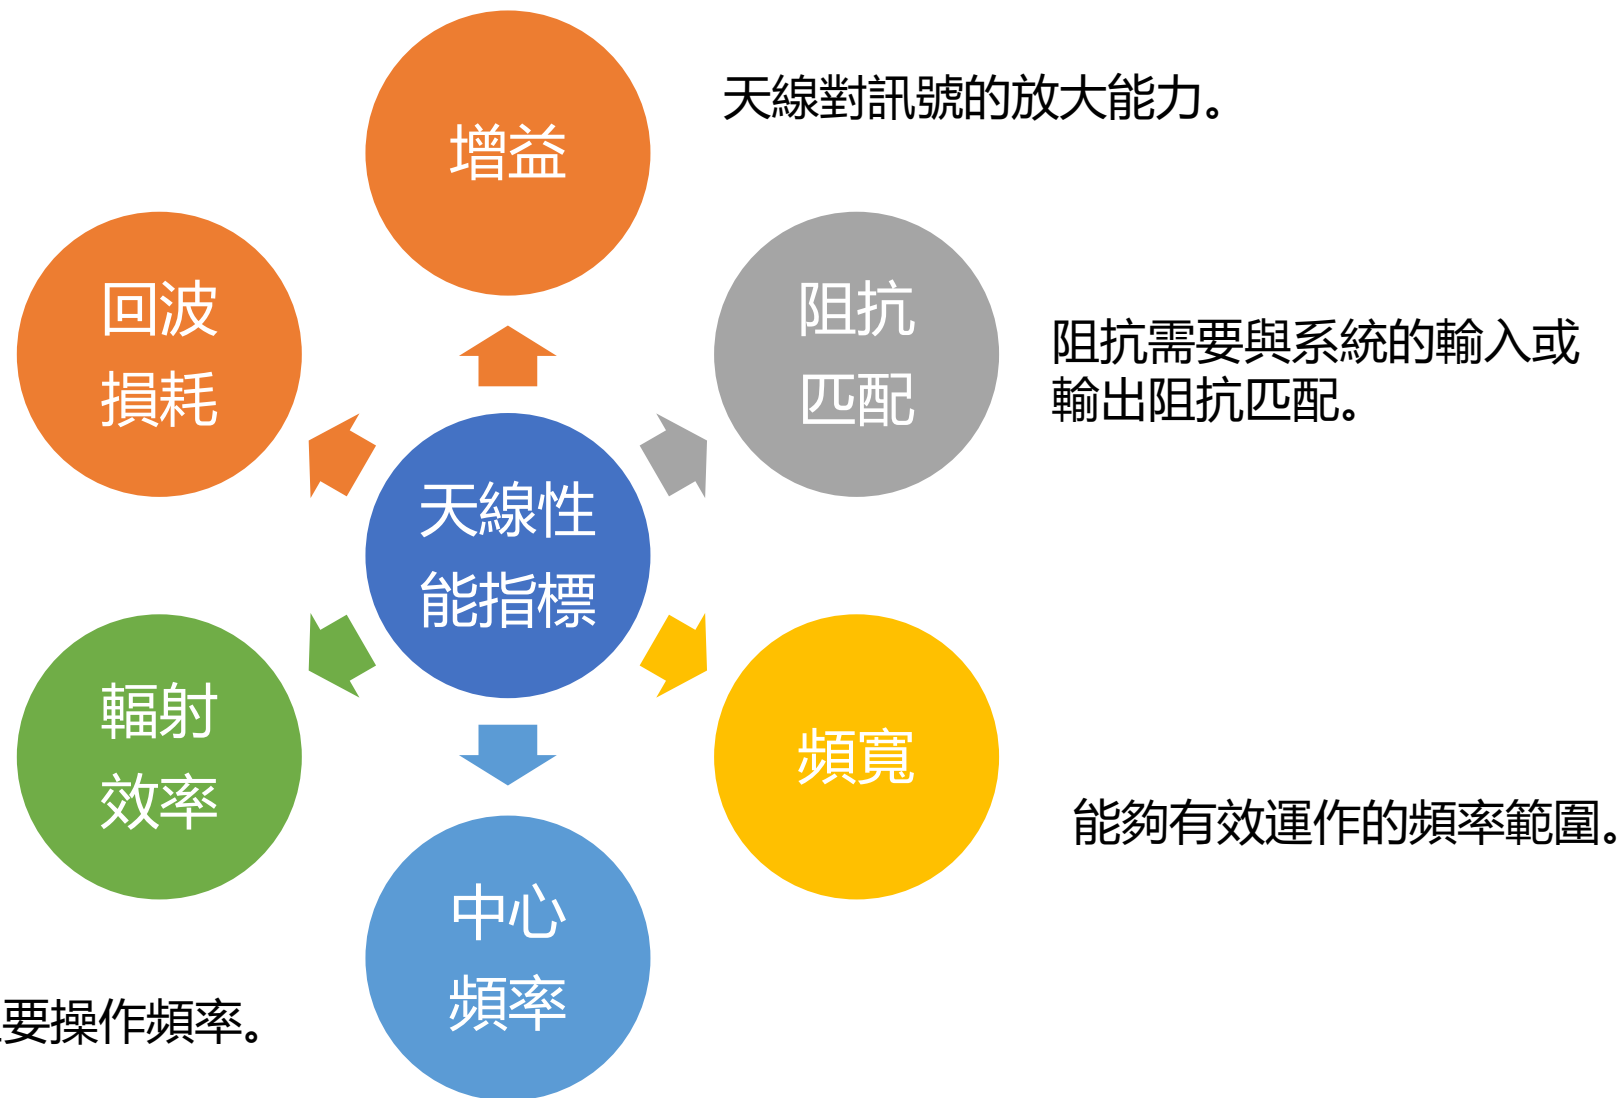 增益
天線對訊號的放大能力。
回波
損耗
阻抗
匹配
阻抗需要與系統的輸入或
輸出阻抗匹配。
天線性
能指標
輻射
效率
頻寬
能夠有效運作的頻率範圍。
中心
頻率
要操作頻率。